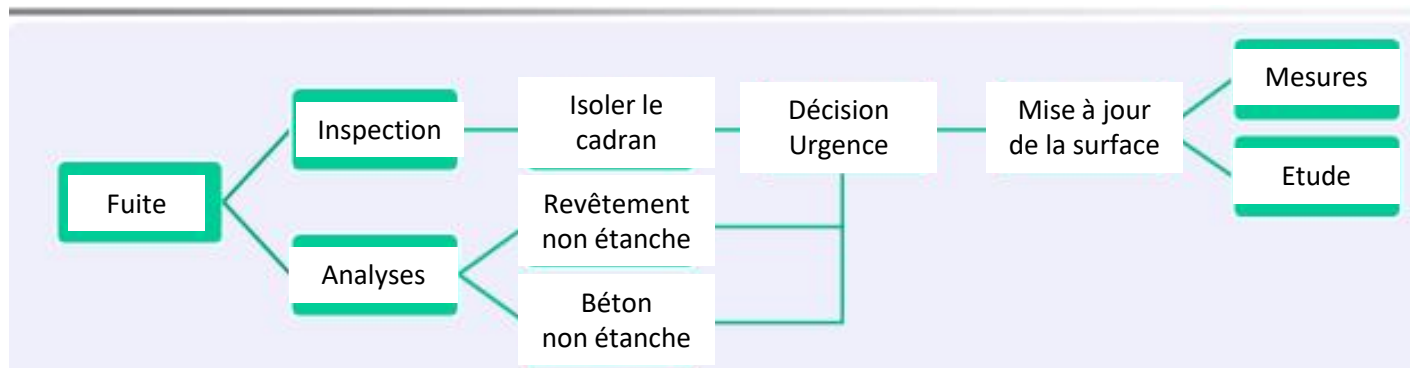 Fuite
Inspection
Analyses
Isoler le
cadran
Revêtement
non étanche
Béton
non étanche
Décision
Urgence
Mise à jour
de la surface
Mesures
Etude